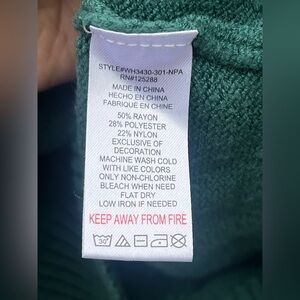 STYLE#WH3430-301-NPA
RN#125288
MADE IN CHINA
HECHO EN CHINA
FABRIQUÉ EN CHINE
50% RAYON
28% POLYESTER
22% NYLON
EXCLUSIVE OF
DECORATION
MACHINE WASH COLD
WITH LIKE COLORS
ONLY NON-CHLORINE
BLEACH WHEN NEED
FLAT DRY
LOW IRON IF NEEDED
KEEP AWAY FROM FIRE
30°